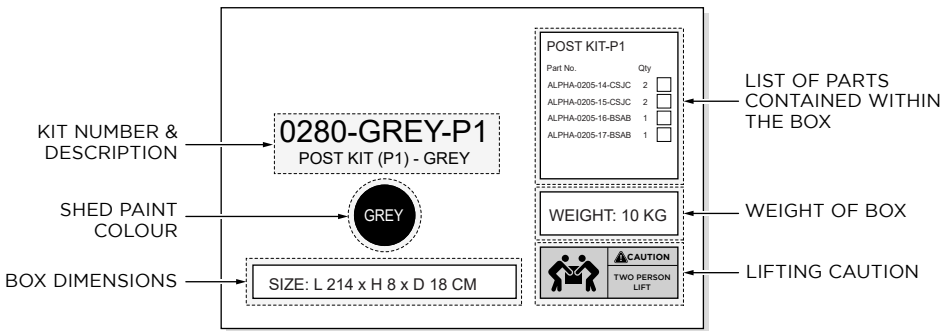 KIT NUMBER &
DESCRIPTION
SHED PAINT
COLOUR
BOX DIMENSIONS
0280-GREY-P1
POST KIT (P1) - GREY
GREY
SIZE: L 214 x H 8 x D 18 CM
POST KIT-P1
Part No. Qty
ALPHA-0205-14-CSJC 2
ALPHA-0205-15-CSJC 2
ALPHA-0205-16-BSAB 1
ALPHA-0205-17-BSAB 1
WEIGHT: 10 KG
CAUTION
TWO PERSON
LIFT
LIST OF PARTS
CONTAINED WITHIN
THE BOX
WEIGHT OF BOX
LIFTING CAUTION